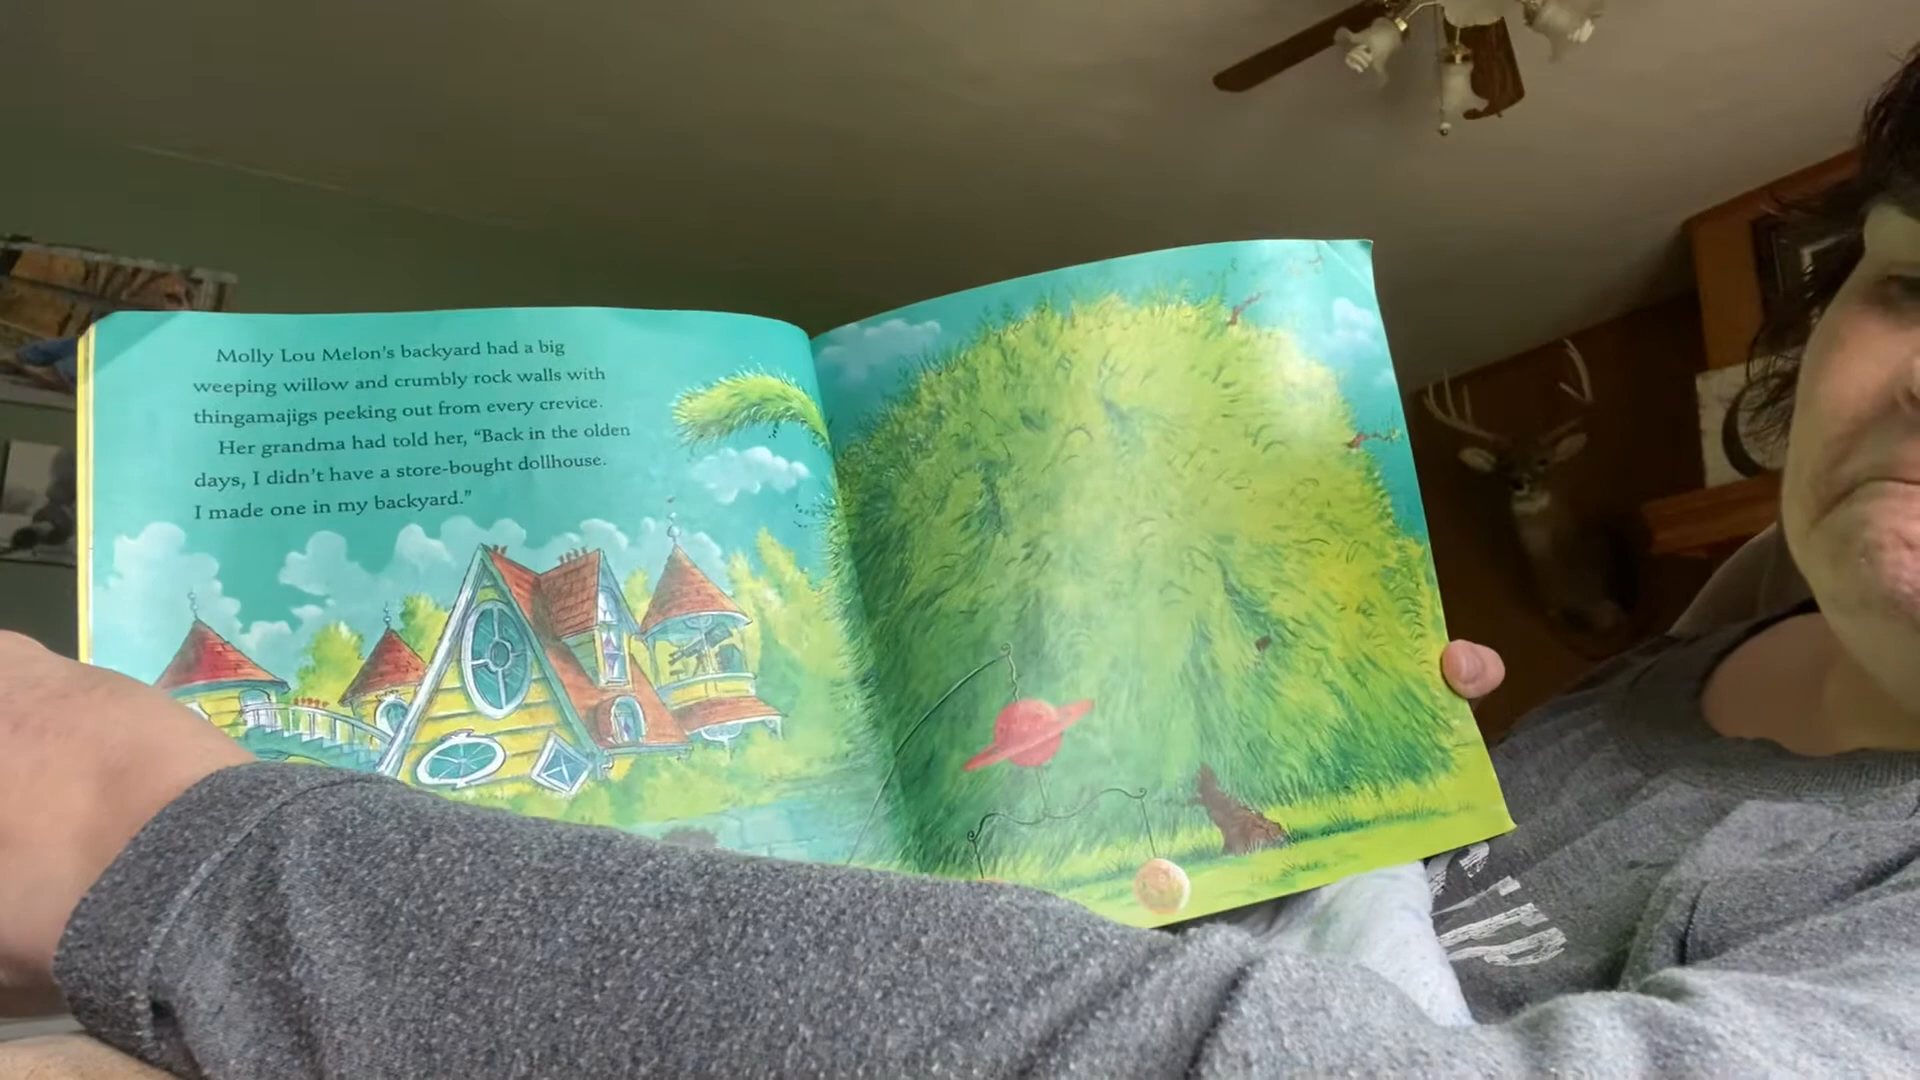 Molly Lou Melon's backyard had a big
weeping willow and crumbly rock walls with
thingamajigs peeking out from every crevice.
Her grandma had told her, “Back in the olden
days, I didn't have a store-bought dollhouse.
I made one in my backyard.”